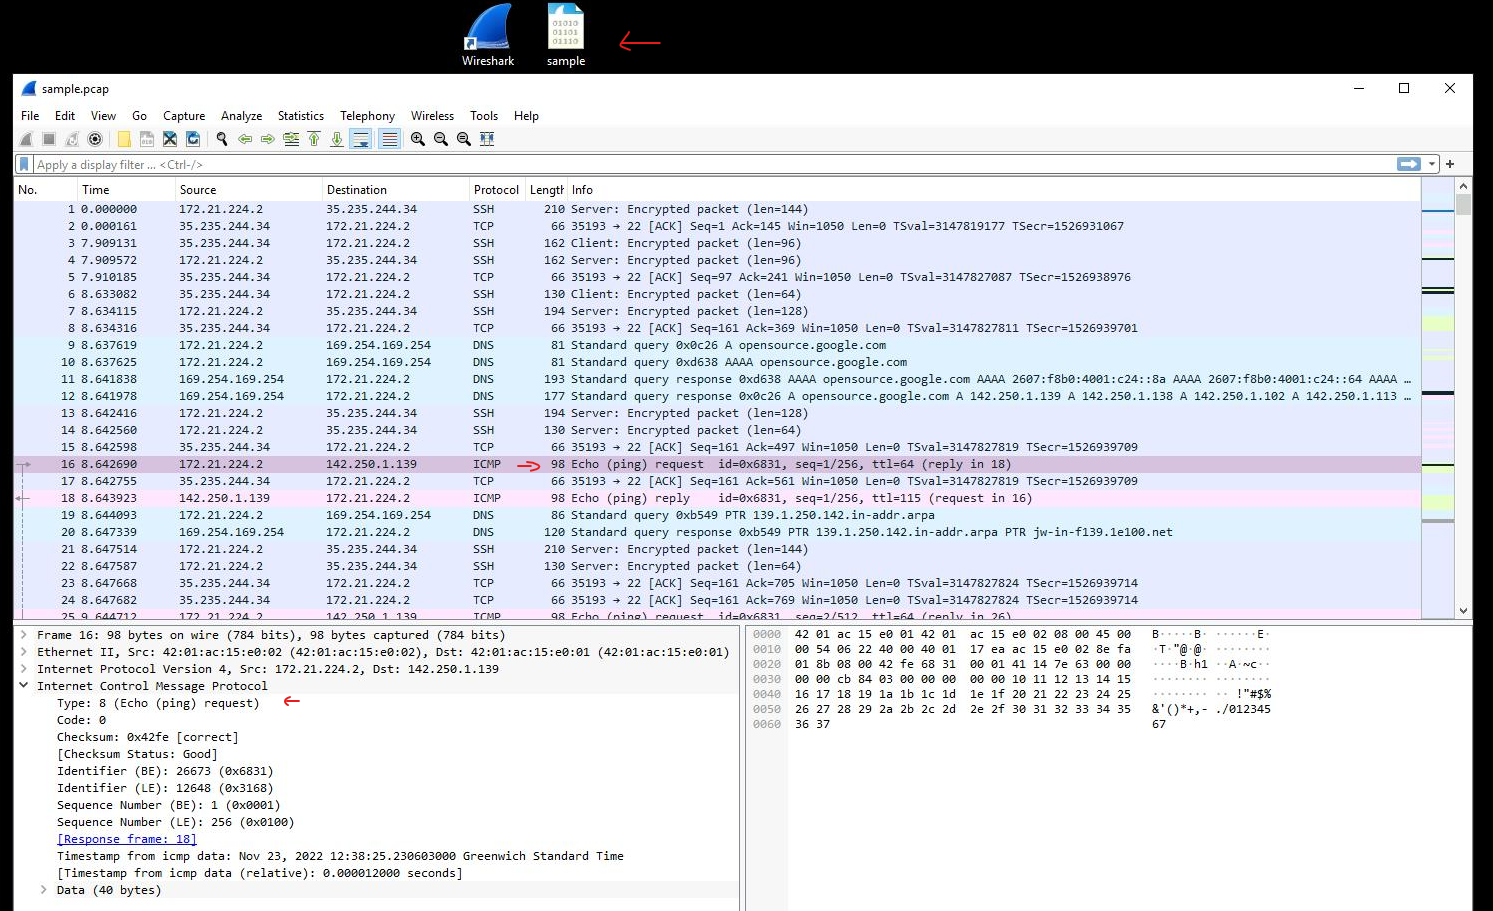 01010
01101
01110
Wireshark sample
sample.pcap
File Edit View Go Capture Analyze Statistics Telephony Wireless Tools Help
Apply a display filter ... <Ctrl-/>
No. Time Source Destination Protocol Length Info
1 0.000000 172.21.224.2 35.235.244.34 SSH 210 Server: Encrypted packet (len=144)
2 0.000161 35.235.244.34 172.21.224.2 TCP 66 35193 → 22 [ACK] Seq=1 Ack=145 Win=1050 Len=0 TSval=3147819177 TSecr=1526931067
3 7.909131 35.235.244.34 172.21.224.2 SSH 162 Client: Encrypted packet (len=96)
4 7.909572 172.21.224.2 35.235.244.34 SSH 162 Server: Encrypted packet (len=96)
5 7.910185 35.235.244.34 172.21.224.2 TCP 66 35193 → 22 [ACK] Seq=97 Ack=241 Win=1050 Len=0 TSval=3147827087 TSecr=1526938976
6 8.633082 35.235.244.34 172.21.224.2 SSH 130 Client: Encrypted packet (len=64)
7 8.634115 172.21.224.2 35.235.244.34 SSH 194 Server: Encrypted packet (len=128)
8 8.634316 35.235.244.34 172.21.224.2 TCP 66 35193 → 22 [ACK] Seq=161 Ack=369 Win=1050 Len=0 TSval=3147827811 TSecr=1526939701
9 8.637619 172.21.224.2 169.254.169.254 DNS 81 Standard query 0x0c26 A opensource.google.com
10 8.637625 172.21.224.2 169.254.169.254 DNS 81 Standard query 0xd638 AAAA opensource.google.com
11 8.641838 169.254.169.254 172.21.224.2 DNS 193 Standard query response 0xd638 AAAA opensource.google.com AAAA 2607:f8b0:4001:c24::8a AAAA 2607:f8b0:4001:c24::64 AAAA …
12 8.641978 169.254.169.254 172.21.224.2 DNS 177 Standard query response 0x0c26 A opensource.google.com A 142.250.1.139 A 142.250.1.138 A 142.250.1.102 A 142.250.1.113 …
13 8.642416 172.21.224.2 35.235.244.34 SSH 194 Server: Encrypted packet (len=128)
14 8.642560 172.21.224.2 35.235.244.34 SSH 130 Server: Encrypted packet (len=64)
15 8.642598 35.235.244.34 172.21.224.2 TCP 66 35193 → 22 [ACK] Seq=161 Ack=497 Win=1050 Len=0 TSval=3147827819 TSecr=1526939709
16 8.642690 172.21.224.2 142.250.1.139 ICMP 98 Echo (ping) request id=0x6831, seq=1/256, ttl=64 (reply in 18)
17 8.642755 35.235.244.34 172.21.224.2 TCP 66 35193 → 22 [ACK] Seq=161 Ack=561 Win=1050 Len=0 TSval=3147827819 TSecr=1526939709
18 8.643923 142.250.1.139 172.21.224.2 ICMP 98 Echo (ping) reply id=0x6831, seq=1/256, ttl=115 (request in 16)
19 8.644093 172.21.224.2 169.254.169.254 DNS 86 Standard query 0xb549 PTR 139.1.250.142.in-addr.arpa
20 8.647339 169.254.169.254 172.21.224.2 DNS 120 Standard query response 0xb549 PTR 139.1.250.142.in-addr.arpa PTR jw-in-f139.1e100.net
21 8.647514 172.21.224.2 35.235.244.34 SSH 210 Server: Encrypted packet (len=144)
22 8.647587 172.21.224.2 35.235.244.34 SSH 130 Server: Encrypted packet (len=64)
23 8.647668 35.235.244.34 172.21.224.2 TCP 66 35193 → 22 [ACK] Seq=161 Ack=705 Win=1050 Len=0 TSval=3147827824 TSecr=1526939714
24 8.647682 35.235.244.34 172.21.224.2 TCP 66 35193 → 22 [ACK] Seq=161 Ack=769 Win=1050 Len=0 TSval=3147827824 TSecr=1526939714
25 9.644712 172.21.224.2 142.250.1.139 ICMP 98 Echo (ping) request id=0x6831, seq=2/512, ttl=64 (reply in 26)
Frame 16: 98 bytes on wire (784 bits), 98 bytes captured (784 bits)
Ethernet II, Src: 42:01:ac:15:e0:02 (42:01:ac:15:e0:02), Dst: 42:01:ac:15:e0:01 (42:01:ac:15:e0:01)
Internet Protocol Version 4, Src: 172.21.224.2, Dst: 142.250.1.139
Internet Control Message Protocol
Type: 8 (Echo (ping) request)
Code: 0
Checksum: 0x42fe [correct]
[Checksum Status: Good]
Identifier (BE): 26673 (0x6831)
Identifier (LE): 12648 (0x3168)
Sequence Number (BE): 1 (0x0001)
Sequence Number (LE): 256 (0x0100)
[Response frame: 18]
Timestamp from icmp data: Nov 23, 2022 12:38:25.230603000 Greenwich Standard Time
[Timestamp from icmp data (relative): 0.000012000 seconds]
Data (40 bytes)
0000 42 01 ac 15 e0 01 42 01 ac 15 e0 02 08 00 45 00 B·····B· ······E·
0010 00 54 06 22 40 00 40 01 17 ea ac 15 e0 02 8e fa ·T·"@·@· ········
0020 01 8b 08 00 42 fe 68 31 00 01 41 14 7e 63 00 00 ····B·h1 ··A·~c··
0030 00 00 cb 84 03 00 00 00 00 00 10 11 12 13 14 15 ········ ········
0040 16 17 18 19 1a 1b 1c 1d 1e 1f 20 21 22 23 24 25 ········ ·· !"#$%
0050 26 27 28 29 2a 2b 2c 2d 2e 2f 30 31 32 33 34 35 &'()*+,- ./012345
0060 36 37 67